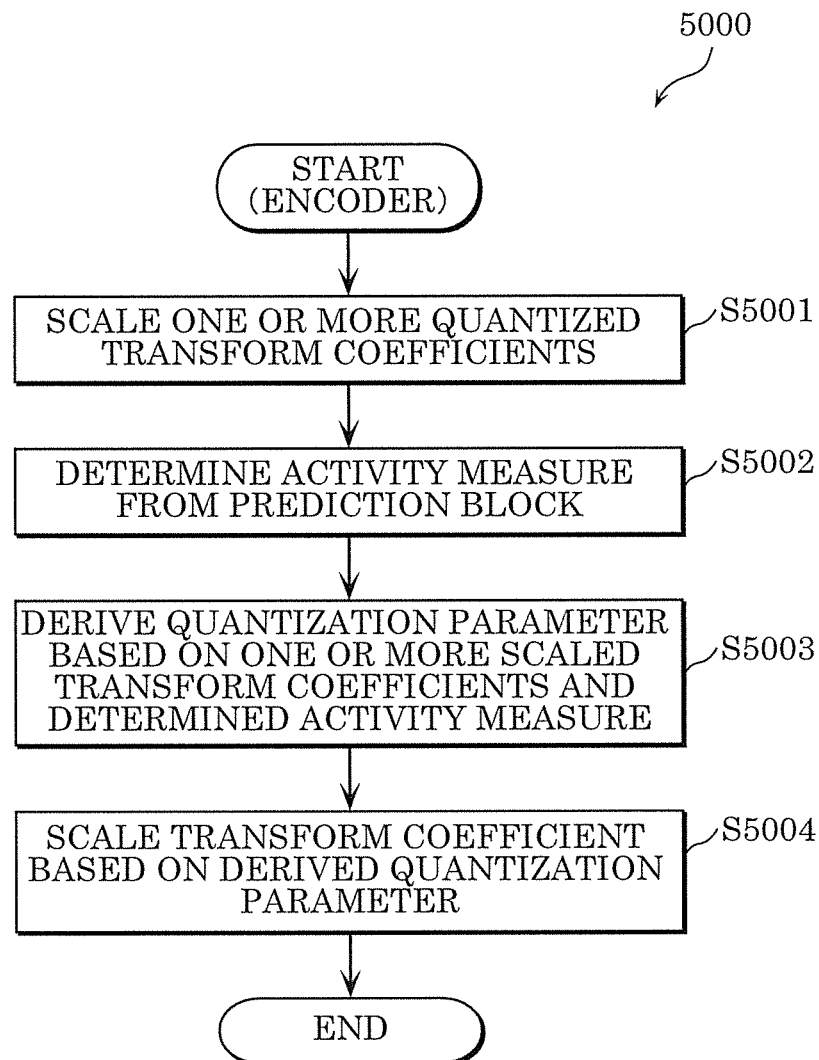 5000
START
(ENCODER)
SCALE ONE OR MORE QUANTIZED
TRANSFORM COEFFICIENTS
S5001
DETERMINE ACTIVITY MEASURE
FROM PREDICTION BLOCK
S5002
DERIVE QUANTIZATION PARAMETER
BASED ON ONE OR MORE SCALED
TRANSFORM COEFFICIENTS AND
DETERMINED ACTIVITY MEASURE
S5003
SCALE TRANSFORM COEFFICIENT
BASED ON DERIVED QUANTIZATION
PARAMETER
S5004
END